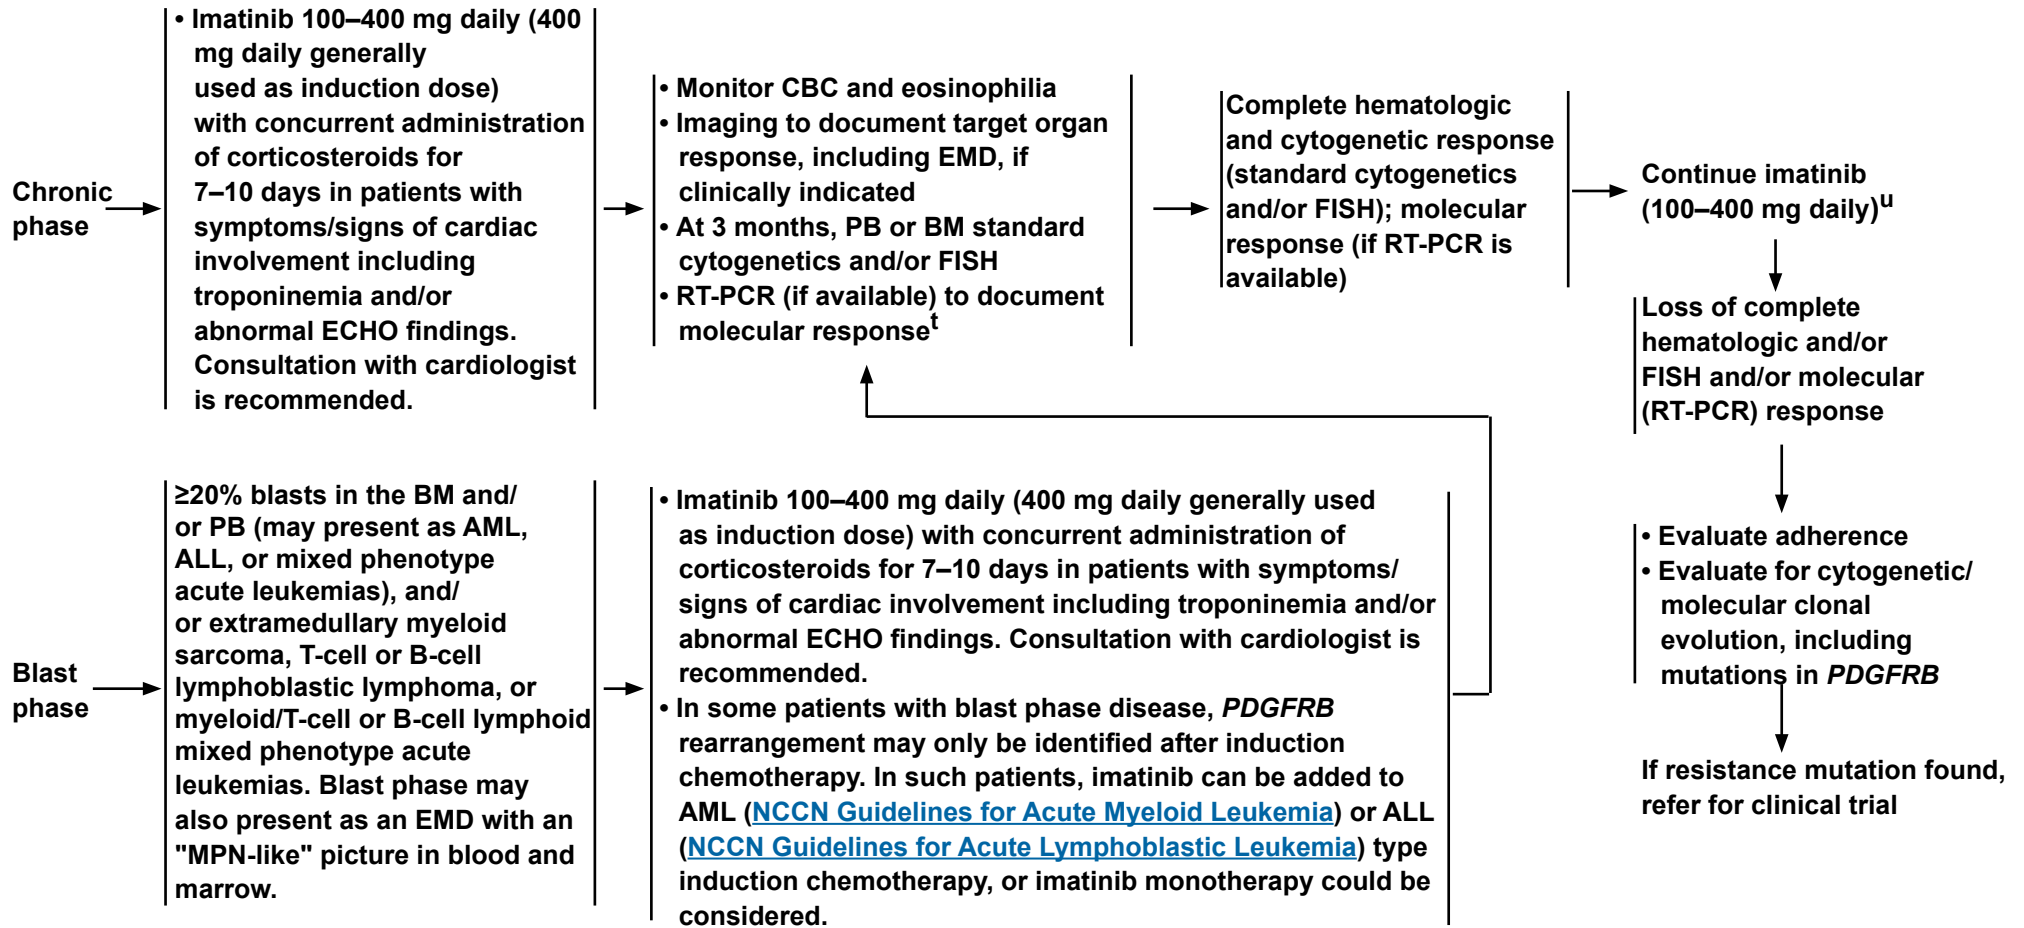 Chronic
phase
• Imatinib 100–400 mg daily (400
mg daily generally
used as induction dose)
with concurrent administration
of corticosteroids for
7–10 days in patients with
symptoms/signs of cardiac
involvement including
troponinemia and/or
abnormal ECHO findings.
Consultation with cardiologist
is recommended.
• Monitor CBC and eosinophilia
• Imaging to document target organ
response, including EMD, if
clinically indicated
• At 3 months, PB or BM standard
cytogenetics and/or FISH
• RT-PCR (if available) to document
molecular responset
Complete hematologic
and cytogenetic response
(standard cytogenetics
and/or FISH); molecular
response (if RT-PCR is
available)
Continue imatinib
(100–400 mg daily)u
Loss of complete
hematologic and/or
FISH and/or molecular
(RT-PCR) response
• Evaluate adherence
• Evaluate for cytogenetic/
molecular clonal
evolution, including
mutations in PDGFRB
If resistance mutation found,
refer for clinical trial
Blast
phase
≥20% blasts in the BM and/
or PB (may present as AML,
ALL, or mixed phenotype
acute leukemias), and/
or extramedullary myeloid
sarcoma, T-cell or B-cell
lymphoblastic lymphoma, or
myeloid/T-cell or B-cell lymphoid
mixed phenotype acute
leukemias. Blast phase may
also present as an EMD with an
"MPN-like" picture in blood and
marrow.
• Imatinib 100–400 mg daily (400 mg daily generally used
as induction dose) with concurrent administration of
corticosteroids for 7–10 days in patients with symptoms/
signs of cardiac involvement including troponinemia and/or
abnormal ECHO findings. Consultation with cardiologist is
recommended.
• In some patients with blast phase disease, PDGFRB
rearrangement may only be identified after induction
chemotherapy. In such patients, imatinib can be added to
AML (NCCN Guidelines for Acute Myeloid Leukemia) or ALL
(NCCN Guidelines for Acute Lymphoblastic Leukemia) type
induction chemotherapy, or imatinib monotherapy could be
considered.